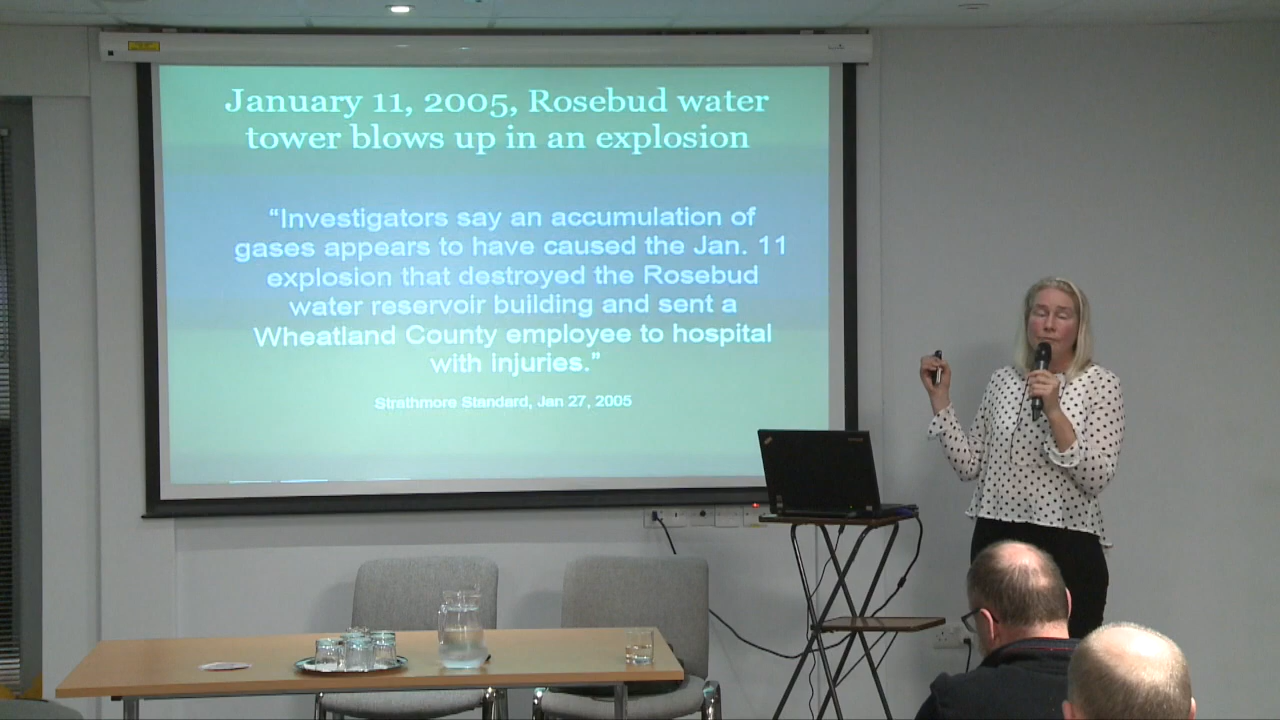 January 11, 2005, Rosebud water
tower blows up in an explosion
“Investigators say an accumulation of
gases appears to have caused the Jan. 11
explosion that destroyed the Rosebud
water reservoir building and sent a
Wheatland County employee to hospital
with injuries.”
Strathmore Standard, Jan 27, 2005